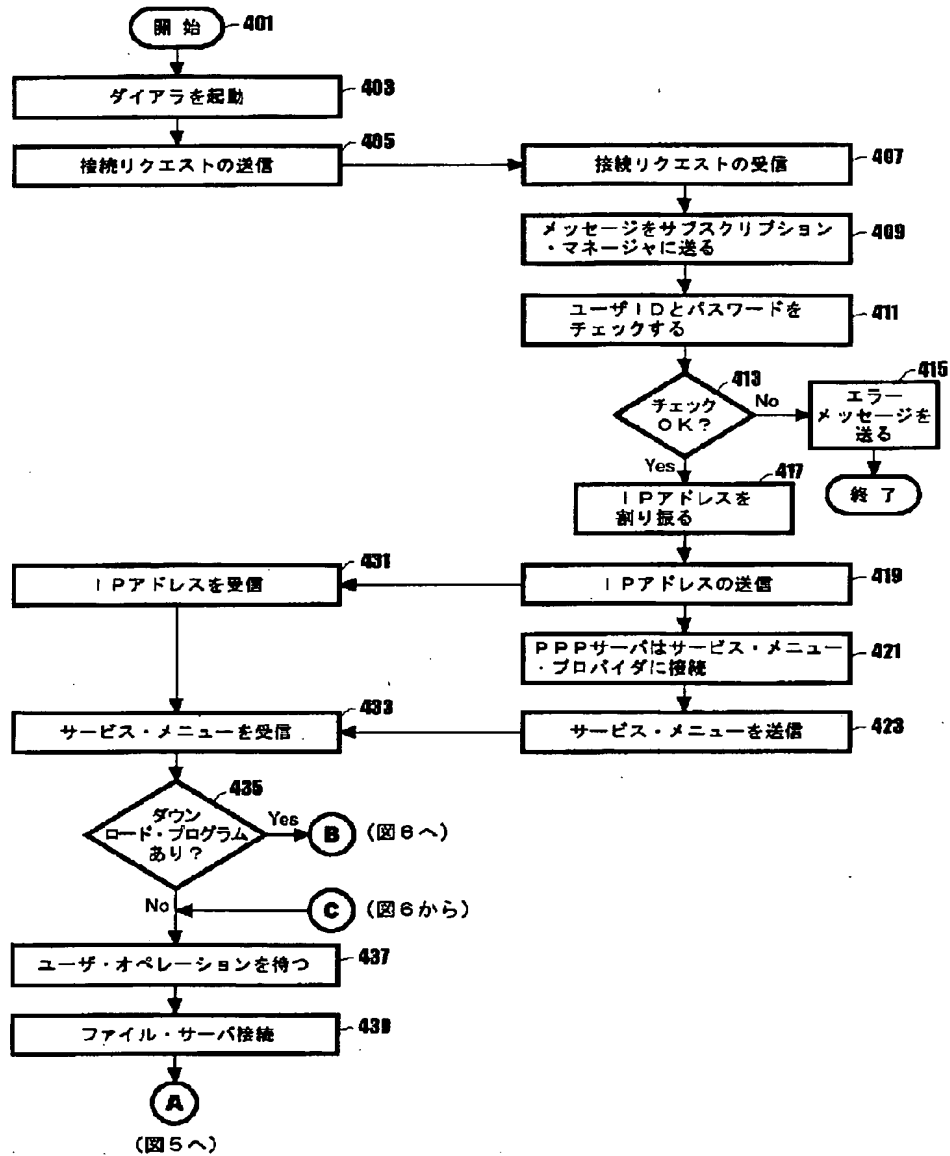 開始
401
ダイアラを起動
403
接続リクエストの送信
405
接続リクエストの受信
407
メッセージをサブスクリプション
・マネージャに送る
409
ユーザIDとパスワードを
チェックする
411
チェック
OK?
413
No
Yes
エラー
メッセージを
送る
415
終了
IPアドレスを
割り振る
417
IPアドレスを受信
431
IPアドレスの送信
419
PPPサーバはサービス・メニュー
・プロバイダに接続
421
サービス・メニューを受信
433
サービス・メニューを送信
423
ダウン
ロード・プログラム
あり?
435
Yes
B (図6へ)
No
C (図6から)
ユーザ・オペレーションを待つ
437
ファイル・サーバ接続
439
A
(図5へ)